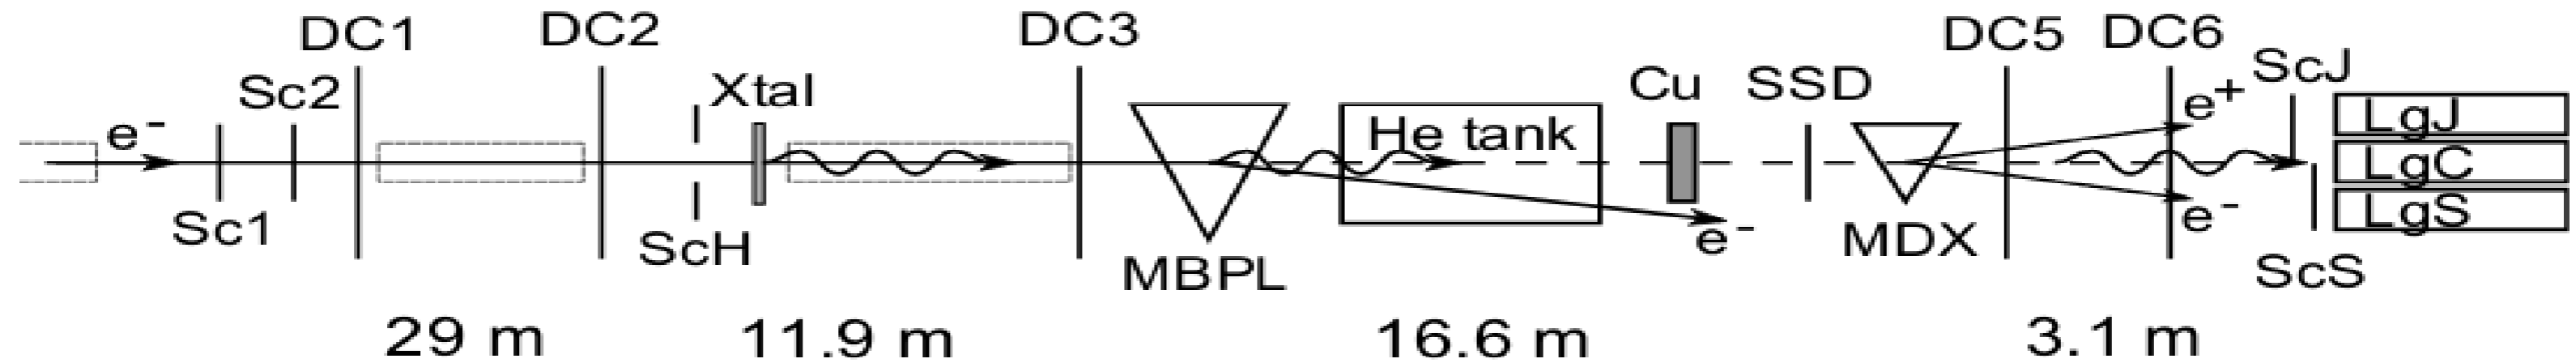 DC1 DC2 DC3 DC5 DC6
Sc2 Xtal Cu SSD ScJ
e- He tank e+ LgJ
LgC
Sc1 ScH MBPL e- MDX e- ScS LgS
29 m 11.9 m 16.6 m 3.1 m